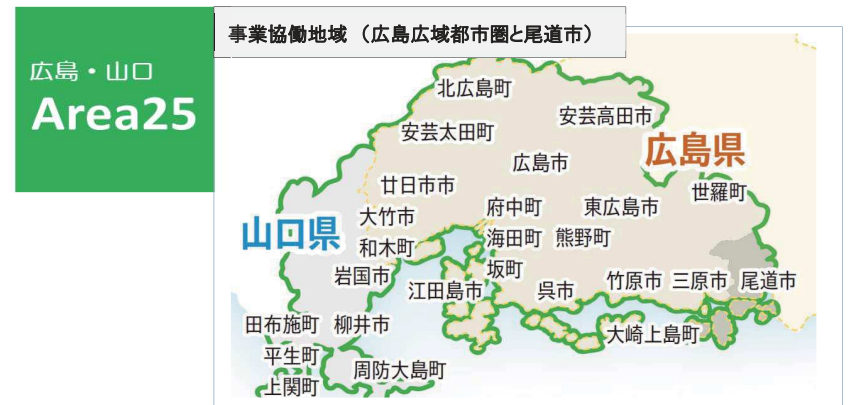 事業協働地域 （広島広域都市圏と尾道市）
広島・山口
Area25
北広島町
安芸高田市
安芸太田町
広島市
広島県
廿日市市
世羅町
大竹市
府中町
東広島市
山口県
和木町
海田町
熊野町
岩国市
坂町
江田島市
呉市
竹原市
三原市
尾道市
田布施町
柳井市
大崎上島町
平生町
周防大島町
上関町